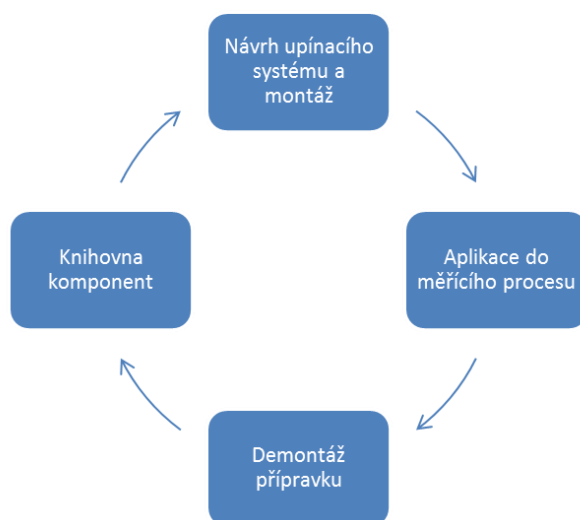 Návrh upínacího
systému a
montáž
Aplikace do
měřícího procesu
Demontáž
přípravku
Knihovna
komponent